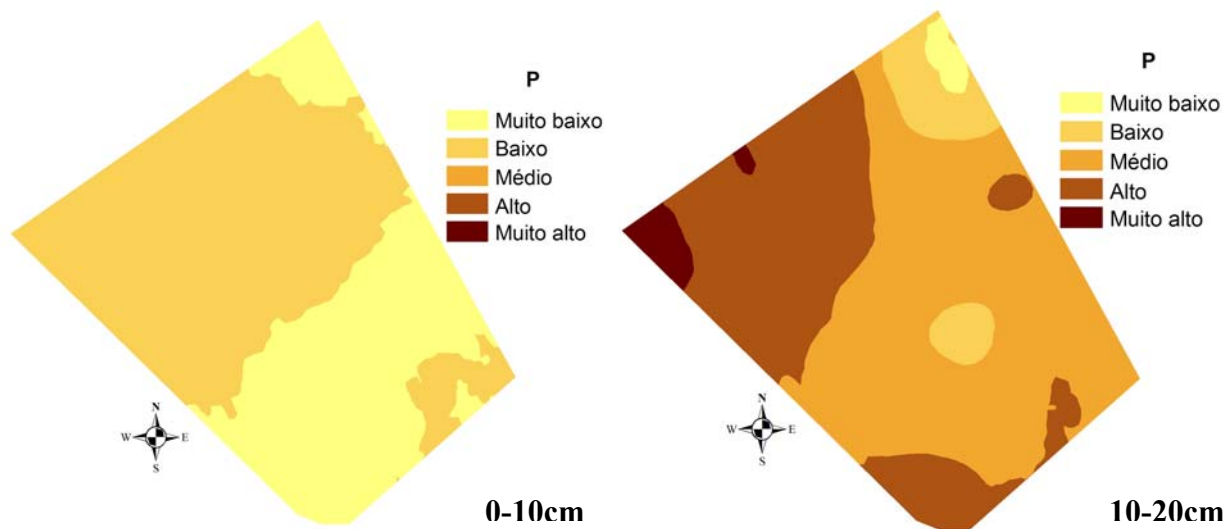 P
Muito baixo
Baixo
Médio
Alto
Muito alto
N
W E
S
0-10cm
P
Muito baixo
Baixo
Médio
Alto
Muito alto
N
W E
S
10-20cm